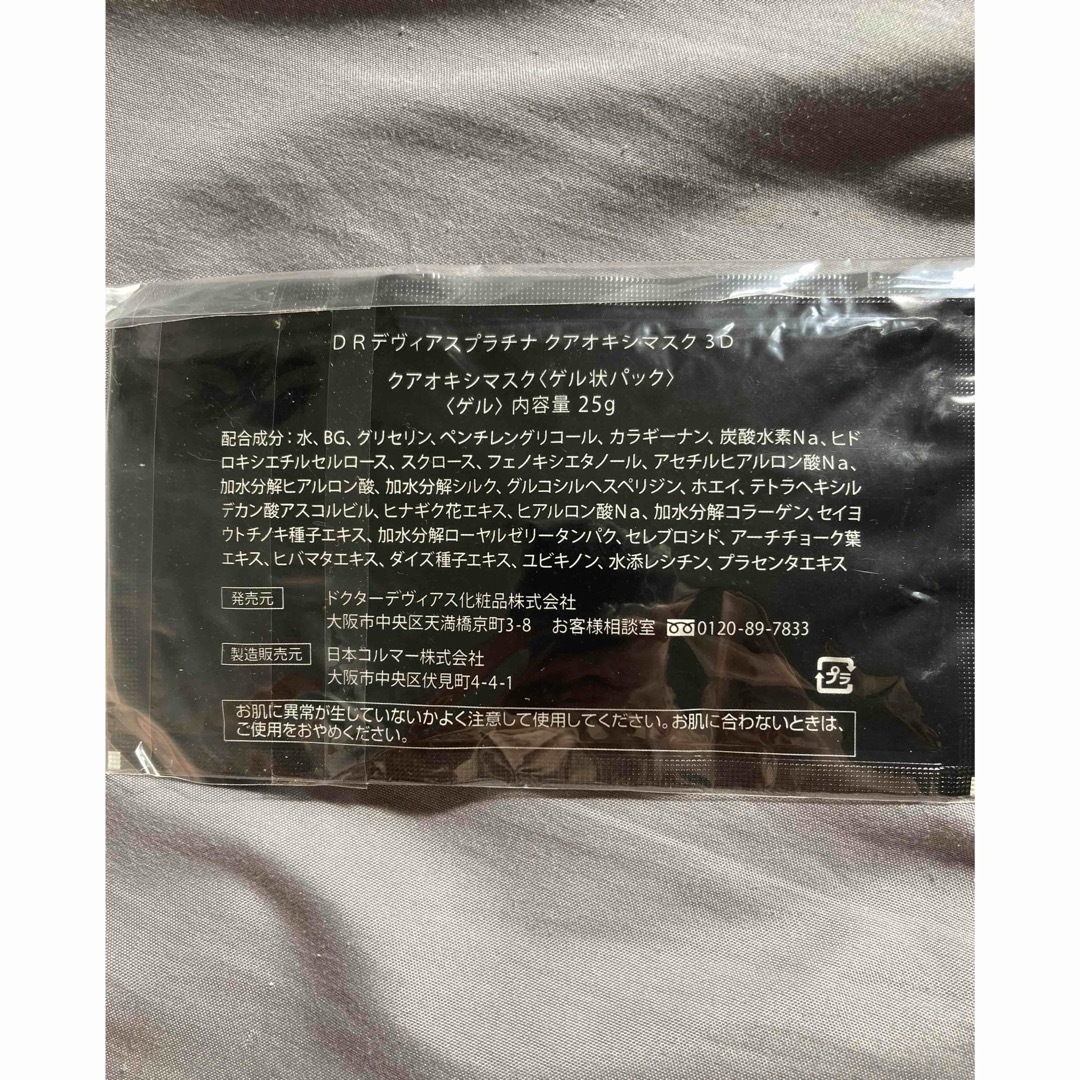 DRデヴィアスプラチナ クアオキシマスク 3D
クアオキシマスク〈ゲル状パック〉
〈ゲル〉内容量 25g
配合成分：水、BG、グリセリン、ペンチレングリコール、カラギーナン、炭酸水素Na、ヒド
ロキシエチルセルロース、スクロース、フェノキシエタノール、アセチルヒアルロン酸Na、
加水分解ヒアルロン酸、加水分解シルク、グルコシルヘスペリジン、ホエイ、テトラヘキシル
デカン酸アスコルビル、ヒナギク花エキス、ヒアルロン酸Na、加水分解コラーゲン、セイヨ
ウトチノキ種子エキス、加水分解ローヤルゼリータンパク、セレブロシド、アーチチョーク葉
エキス、ヒバマタエキス、ダイズ種子エキス、ユビキノン、水添レシチン、プラセンタエキス
発売元 ドクターデヴィアス化粧品株式会社
大阪市中央区天満橋京町3-8 お客様相談室 0120-89-7833
製造販売元 日本コルマー株式会社
大阪市中央区伏見町4-4-1
プラ
お肌に異常が生じていないかよく注意して使用してください。お肌に合わないときは、
ご使用をおやめください。